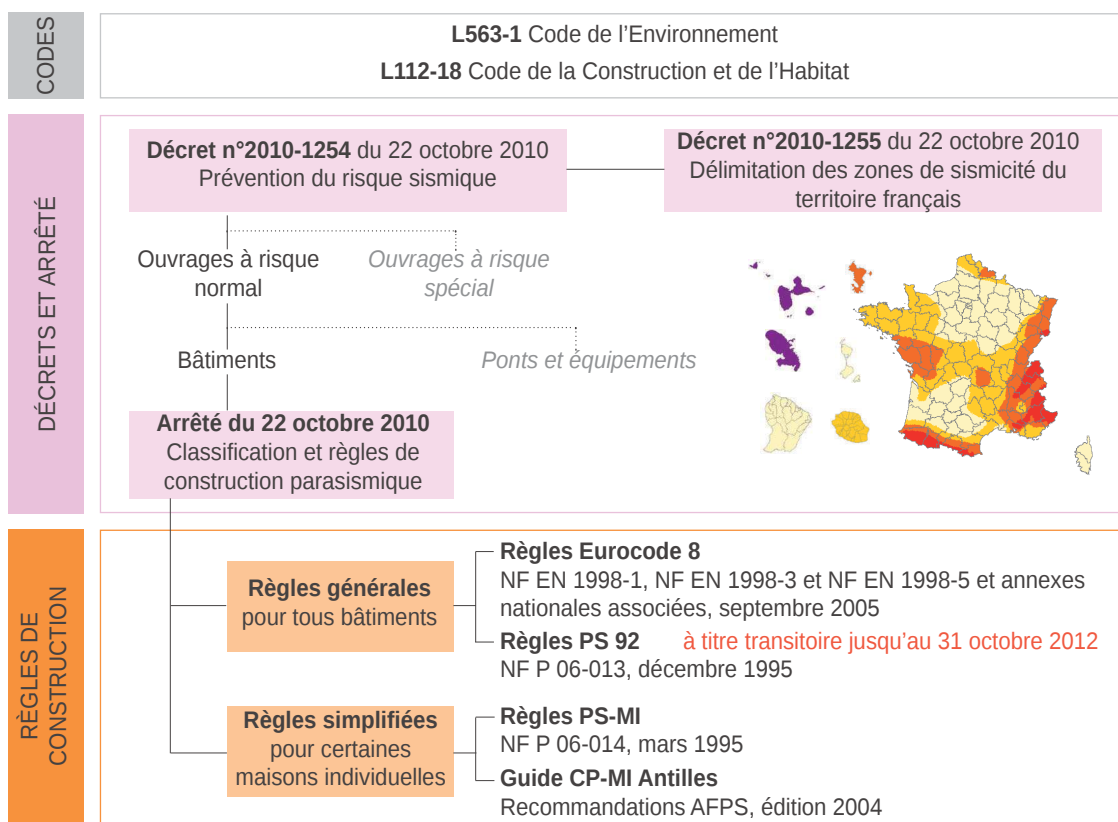 CODES
L563-1 Code de l'Environnement
L112-18 Code de la Construction et de l'Habitat
DÉCRETS ET ARRÊTÉ
Décret n°2010-1254 du 22 octobre 2010
Prévention du risque sismique
Décret n°2010-1255 du 22 octobre 2010
Délimitation des zones de sismicité du
territoire français
Ouvrages à risque
normal
Ouvrages à risque
spécial
Bâtiments
Ponts et équipements
Arrêté du 22 octobre 2010
Classification et règles de
construction parasismique
RÈGLES DE
CONSTRUCTION
Règles générales
pour tous bâtiments
Règles Eurocode 8
NF EN 1998-1, NF EN 1998-3 et NF EN 1998-5 et annexes
nationales associées, septembre 2005
Règles PS 92 à titre transitoire jusqu'au 31 octobre 2012
NF P 06-013, décembre 1995
Règles simplifiées
pour certaines
maisons individuelles
Règles PS-MI
NF P 06-014, mars 1995
Guide CP-MI Antilles
Recommandations AFPS, édition 2004